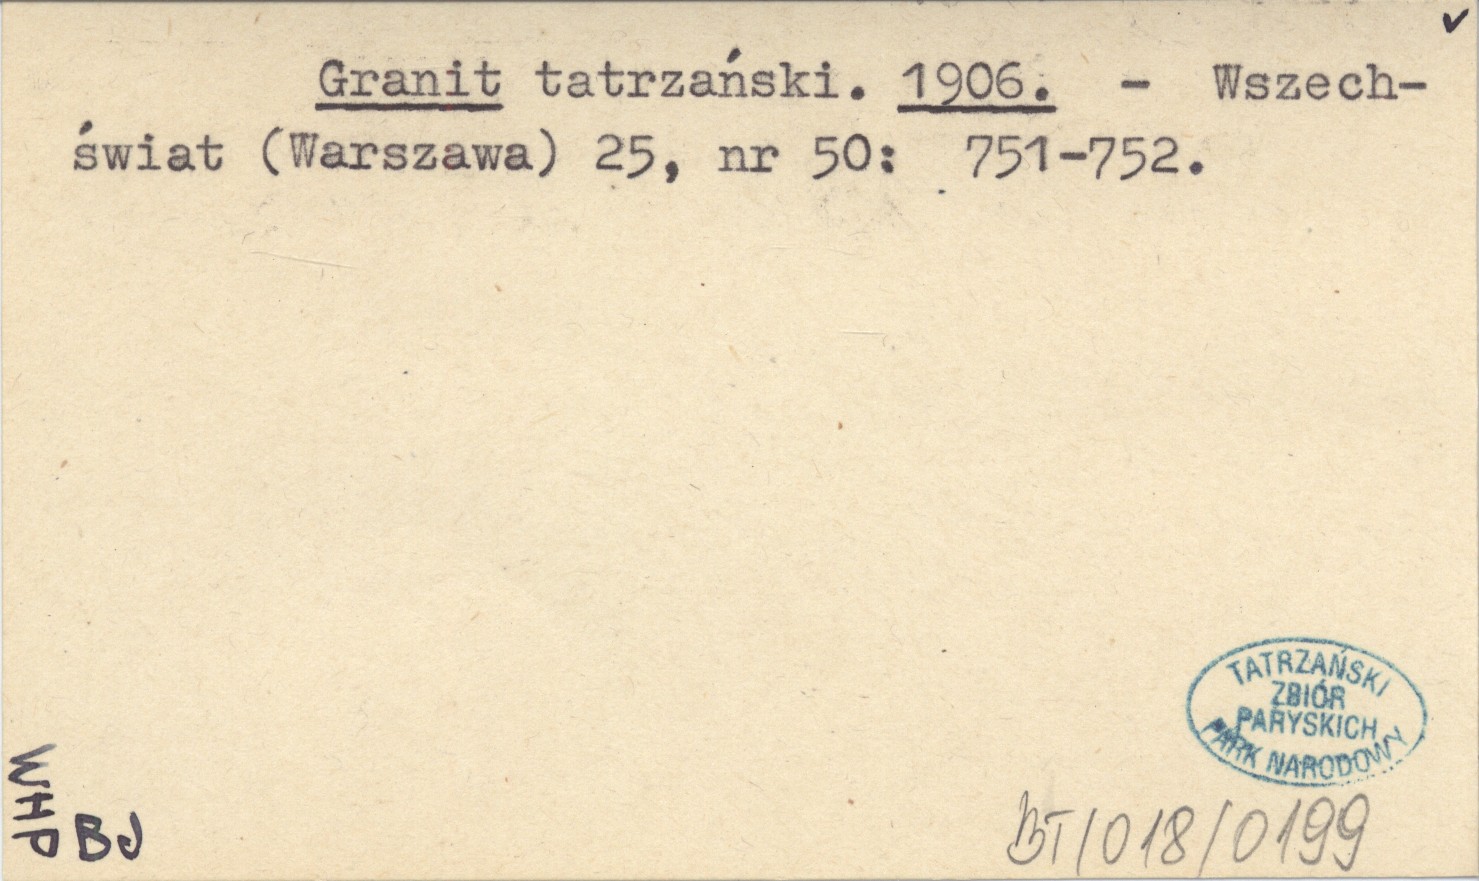 ✓
Granit tatrzański. 1906. - Wszech-
świat (Warszawa) 25, nr 50: 751-752.
TATRZAŃSKI
ZBIÓR
PARYSKICH
PARK NARODOWY
WHP
BJ
BT/018/0199